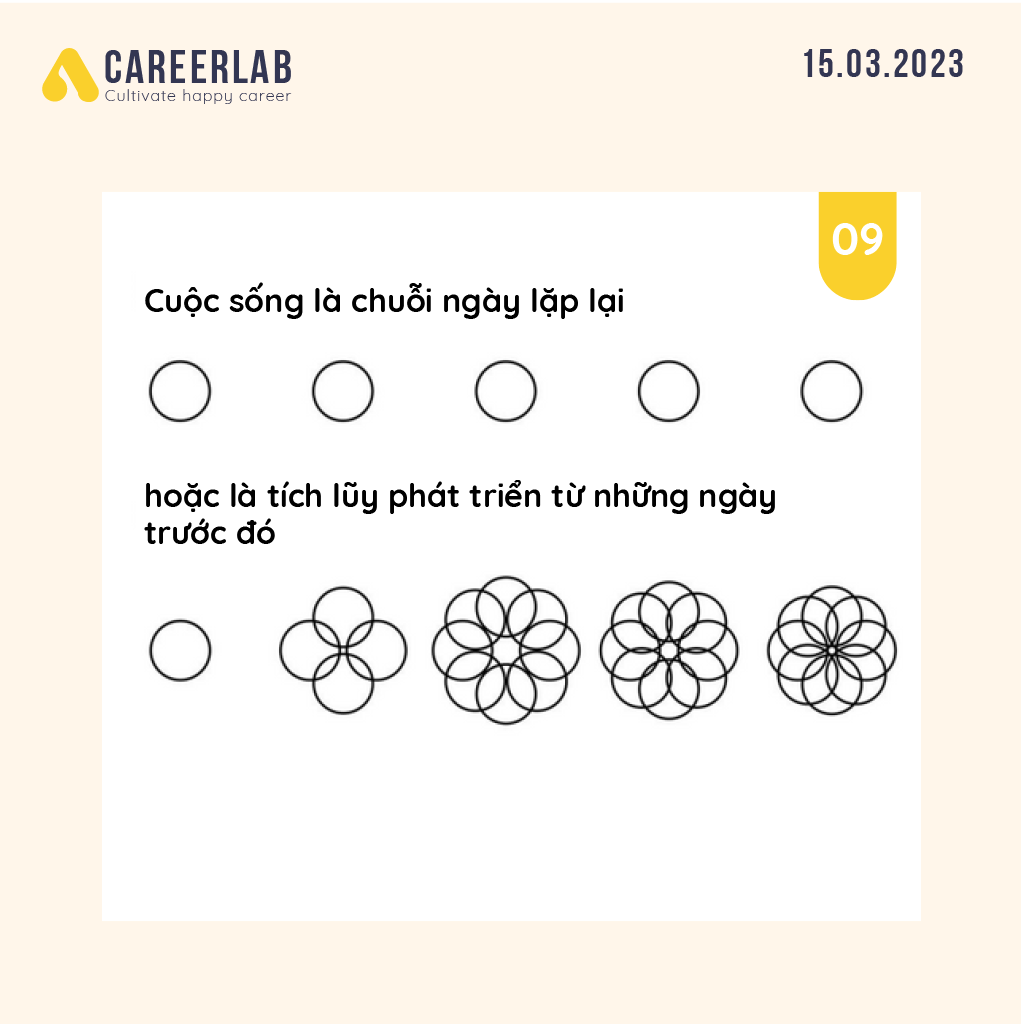 CAREERLAB
Cultivate happy career
15.03.2023
09
Cuộc sống là chuỗi ngày lặp lại
hoặc là tích lũy phát triển từ những ngày
trước đó